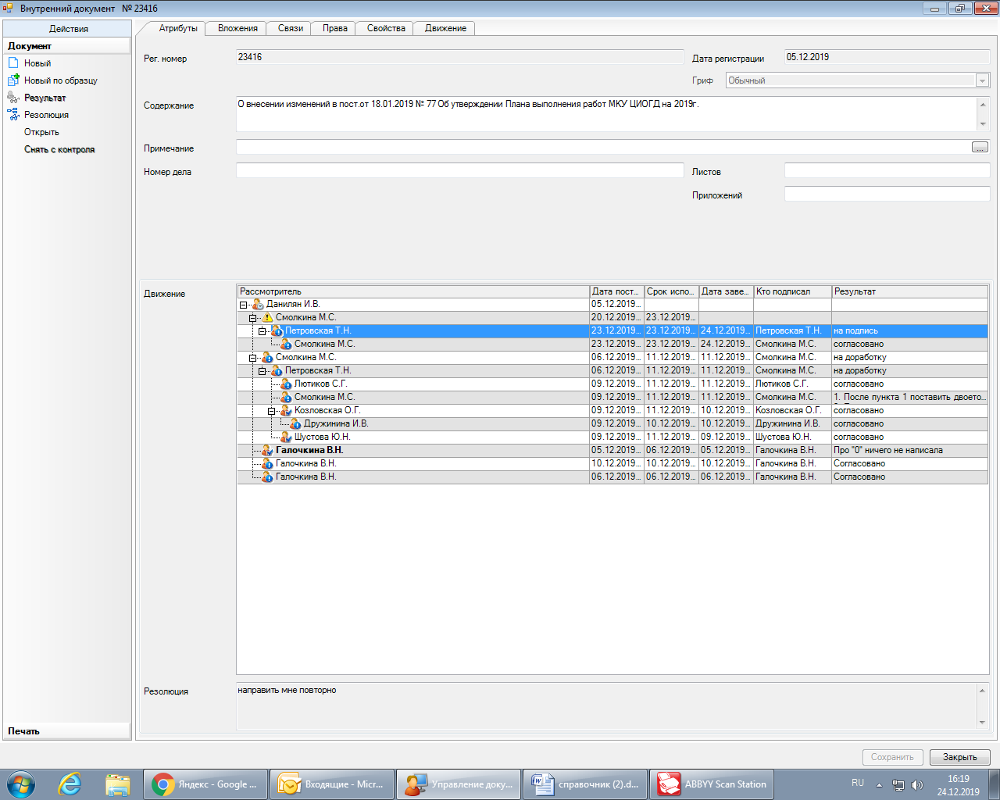 Внутренний документ № 23416
Действия
Документ
Новый
Новый по образцу
Результат
Резолюция
Открыть
Снять с контроля
Печать
Атрибуты Вложения Связи Права Свойства Движение
Рег. номер 23416 Дата регистрации 05.12.2019
Гриф Обычный
Содержание О внесении изменений в пост.от 18.01.2019 № 77 Об утверждении Плана выполнения работ МКУ ЦИОГД на 2019г.
Примечание ...
Номер дела Листов
Приложений
Движение
Рассмотритель Дата пост... Срок испо... Дата заве... Кто подписал Результат
Данилян И.В. 05.12.2019...
Смолкина М.С. 20.12.2019... 23.12.2019...
Петровская Т.Н. 23.12.2019... 23.12.2019... 24.12.2019... Петровская Т.Н. на подпись
Смолкина М.С. 23.12.2019... 23.12.2019... 24.12.2019... Смолкина М.С. согласовано
Смолкина М.С. 06.12.2019... 11.12.2019... 11.12.2019... Смолкина М.С. на доработку
Петровская Т.Н. 06.12.2019... 11.12.2019... 11.12.2019... Смолкина М.С. на доработку
Лютиков С.Г. 09.12.2019... 11.12.2019... 11.12.2019... Лютиков С.Г. согласовано
Смолкина М.С. 09.12.2019... 11.12.2019... 11.12.2019... Смолкина М.С. 1. После пункта 1 поставить двоето...
Козловская О.Г. 09.12.2019... 11.12.2019... 10.12.2019... Козловская О.Г. согласовано
Дружинина И.В. 09.12.2019... 10.12.2019... 10.12.2019... Дружинина И.В. согласовано
Шустова Ю.Н. 09.12.2019... 11.12.2019... 09.12.2019... Шустова Ю.Н. согласовано
Галочкина В.Н. 05.12.2019... 06.12.2019... 05.12.2019... Галочкина В.Н. Про "0" ничего не написала
Галочкина В.Н. 10.12.2019... 10.12.2019... 10.12.2019... Галочкина В.Н. Согласовано
Галочкина В.Н. 06.12.2019... 06.12.2019... 06.12.2019... Галочкина В.Н. Согласовано
Резолюция направить мне повторно
Сохранить Закрыть
Яндекс - Google ... Входящие - Micr... Управление доку... справочник (2).d... ABBYY Scan Station RU 16:19
24.12.2019